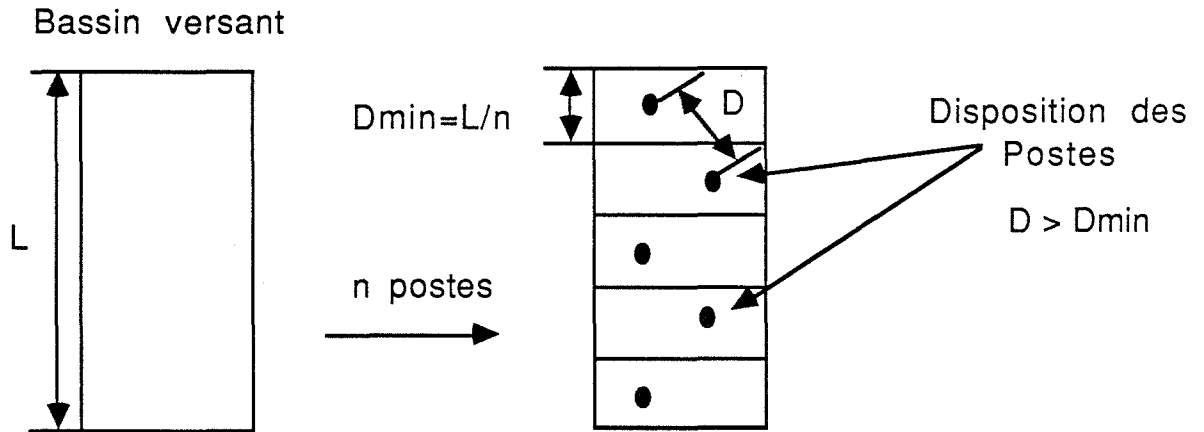 Bassin versant
L
n postes
Dmin=L/n
D
Disposition des
Postes
D > Dmin